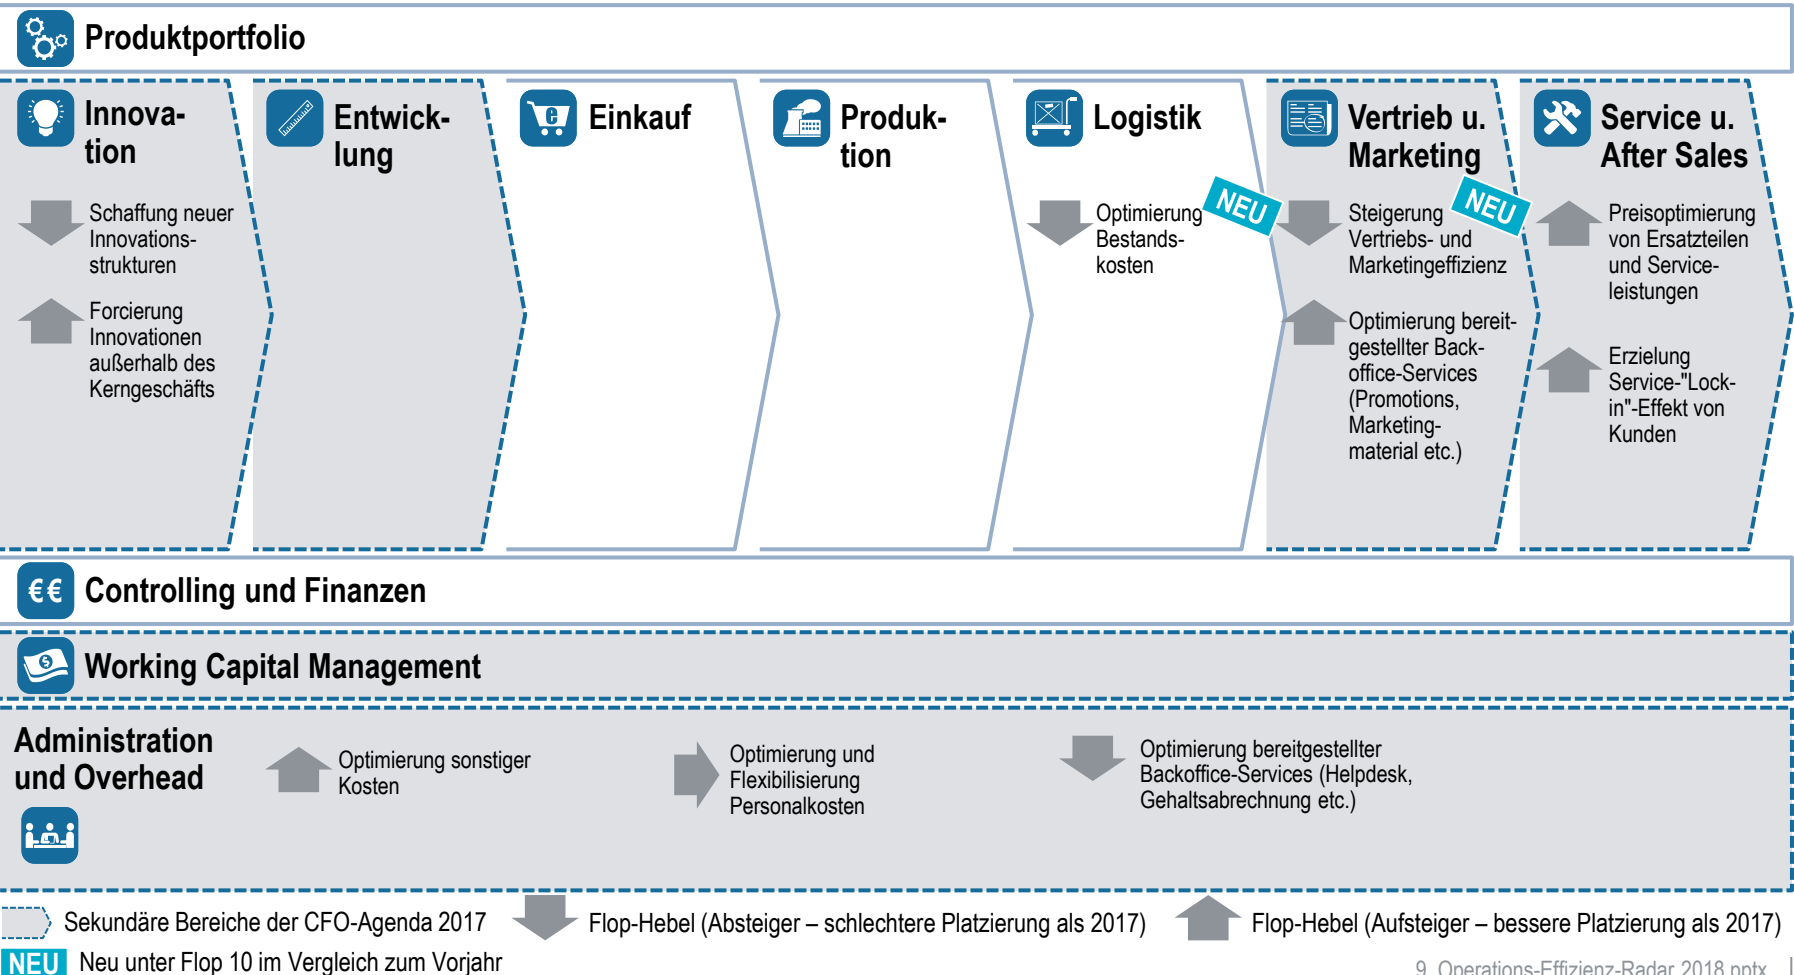 Produktportfolio
Innova-
tion
Schaffung neuer
Innovations-
strukturen
Forcierung
Innovationen
außerhalb des
Kerngeschäfts
Entwick-
lung
e
Einkauf
Produk-
tion
Logistik
Optimierung
Bestands-
kosten
NEU
Vertrieb u.
Marketing
Steigerung
Vertriebs- und
Marketingeffizienz
NEU
Optimierung bereit-
gestellter Back-
office-Services
(Promotions,
Marketing-
material etc.)
Service u.
After Sales
Preisoptimierung
von Ersatzteilen
und Service-
leistungen
Erzielung
Service-"Lock-
in"-Effekt von
Kunden
€€ Controlling und Finanzen
Working Capital Management
Administration
und Overhead
Optimierung sonstiger
Kosten
Optimierung und
Flexibilisierung
Personalkosten
Optimierung bereitgestellter
Backoffice-Services (Helpdesk,
Gehaltsabrechnung etc.)
Sekundäre Bereiche der CFO-Agenda 2017
Flop-Hebel (Absteiger – schlechtere Platzierung als 2017)
Flop-Hebel (Aufsteiger – bessere Platzierung als 2017)
NEU Neu unter Flop 10 im Vergleich zum Vorjahr
9_Operations-Effizienz-Radar_2018.pptx